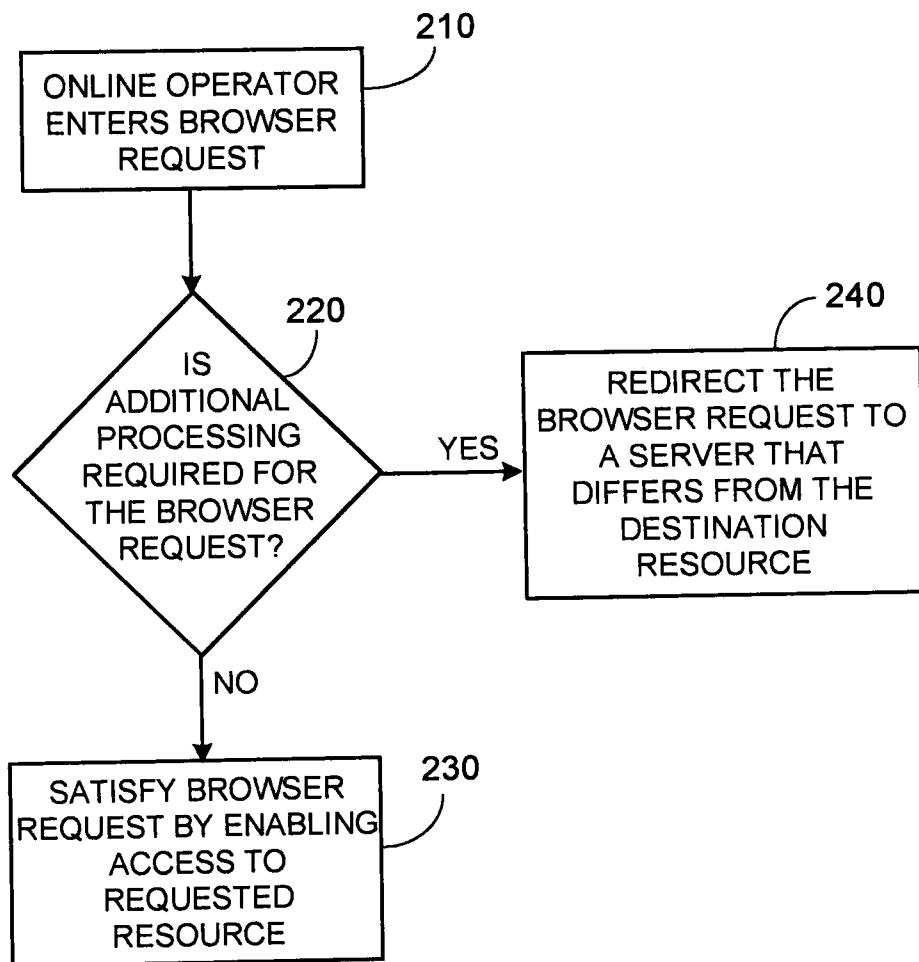 210
ONLINE OPERATOR
ENTERS BROWSER
REQUEST
220
IS
ADDITIONAL
PROCESSING
REQUIRED FOR
THE BROWSER
REQUEST?
YES
240
REDIRECT THE
BROWSER REQUEST TO
A SERVER THAT
DIFFERS FROM THE
DESTINATION
RESOURCE
NO
230
SATISFY BROWSER
REQUEST BY ENABLING
ACCESS TO
REQUESTED
RESOURCE